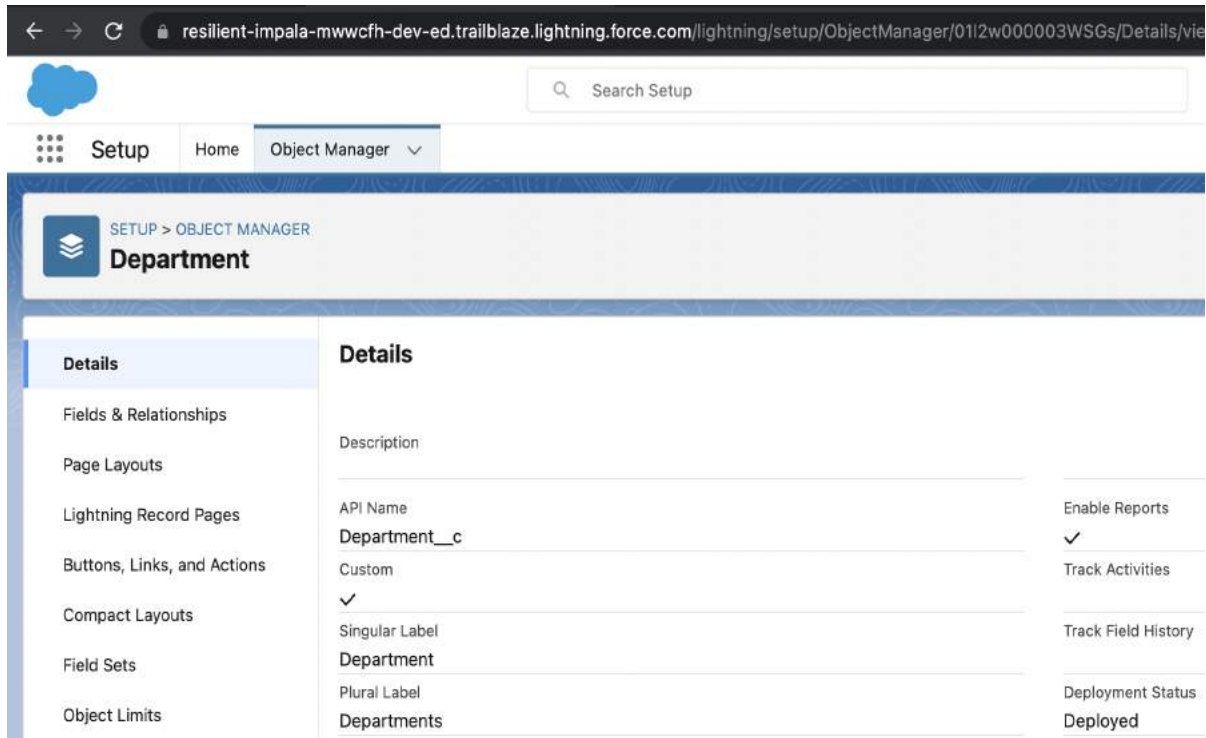 resilient-impala-mwwcfh-dev-ed.trailblaze.lightning.force.com/lightning/setup/ObjectManager/01I2w000003WSGs/Details/vie
Search Setup
Setup Home Object Manager
SETUP > OBJECT MANAGER
Department
Details
Fields & Relationships
Page Layouts
Lightning Record Pages
Buttons, Links, and Actions
Compact Layouts
Field Sets
Object Limits
Details
Description
API Name
Department__c
Custom
Singular Label
Department
Plural Label
Departments
Enable Reports
Track Activities
Track Field History
Deployment Status
Deployed